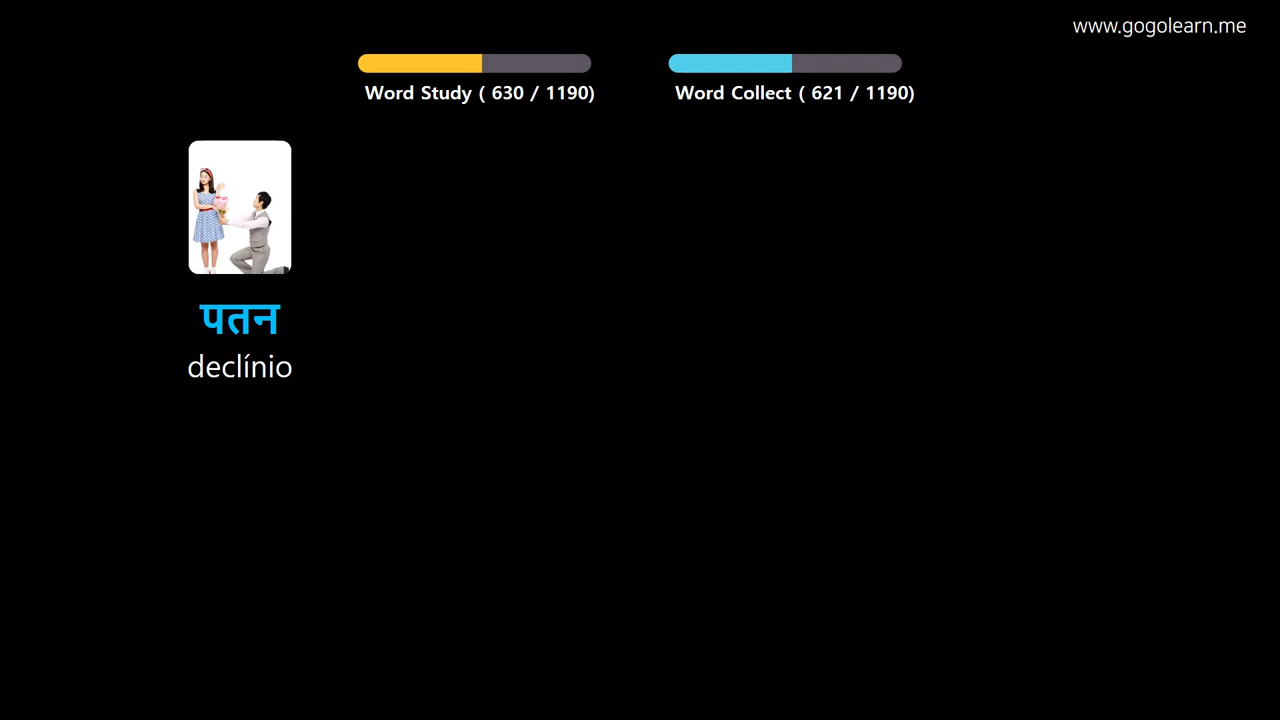 www.gogolearn.me
Word Study ( 630 / 1190)
Word Collect ( 621 / 1190)
पतन
declínio